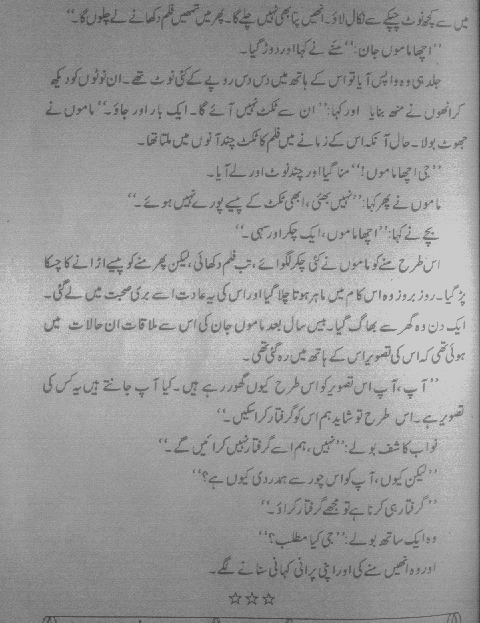 میں سے کچھ نوٹ چپکے سے نکال لاؤ۔ انھیں پتا بھی نہیں چلے گا۔ پھر میں تمھیں فلم دکھانے لے چلوں گا۔‘‘
’’اچھا ماموں جان: ‘‘منے نے کہا اور دوڑ گیا۔
جلد ہی وہ واپس آیا تو اس کے ہاتھ میں دس دس روپے کے کئی نوٹ تھے۔ ان نوٹوں کو دیکھ
کر انھوں نے منھ بنایا اور کہا: ’’ان سے ٹکٹ نہیں آئے گا۔ ایک بار اور جاؤ۔‘‘ ماموں نے
جھوٹ بولا۔ حال آنکہ اس کے زمانے میں فلم کا ٹکٹ چند آنوں میں ملتا تھا۔
’’جی اچھا ماموں!‘‘ منا گیا اور چند نوٹ اور لے آیا۔
ماموں نے پھر کہا: ’’نہیں بھئی، ابھی ٹکٹ کے پیسے پورے نہیں ہوئے۔‘‘
بچے نے کہا: ’’اچھا ماموں، ایک چکر اور سہی۔‘‘
اس طرح منے کو ماموں نے کئی چکر لگوائے، تب فلم دکھائی، لیکن پھر منے کو پیسے اڑانے کا چسکا
پڑ گیا۔ روز بروز وہ اس کام میں ماہر ہوتا چلا گیا اور اس کی یہ عادت اسے بری صحبت میں لے گئی۔
ایک دن وہ گھر سے بھاگ گیا۔ بیس سال بعد ماموں جان کی اس سے ملاقات ان حالات میں
ہوئی تھی کہ اس کی تصویر اس کے ہاتھ میں رہ گئی تھی۔
’’آپ، آپ اس تصویر کو اس طرح کیوں گھور رہے ہیں۔ کیا آپ جانتے ہیں یہ کس کی
تصویر ہے۔ اس طرح تو شاید ہم اس کو گرفتار کر اسکیں۔‘‘
نواب کاشف بولے: ’’نہیں، ہم اسے گرفتار نہیں کرائیں گے۔‘‘
’’لیکن کیوں، آپ کو اس چور سے ہمدردی کیوں ہے؟‘‘
’’گرفتار ہی کرنا ہے تو مجھے گرفتار کراؤ۔‘‘
وہ ایک ساتھ بولے: ’’جی کیا مطلب؟‘‘
اور وہ انھیں منے کی اور اپنی پرانی کہانی سنانے لگے۔
☆☆☆